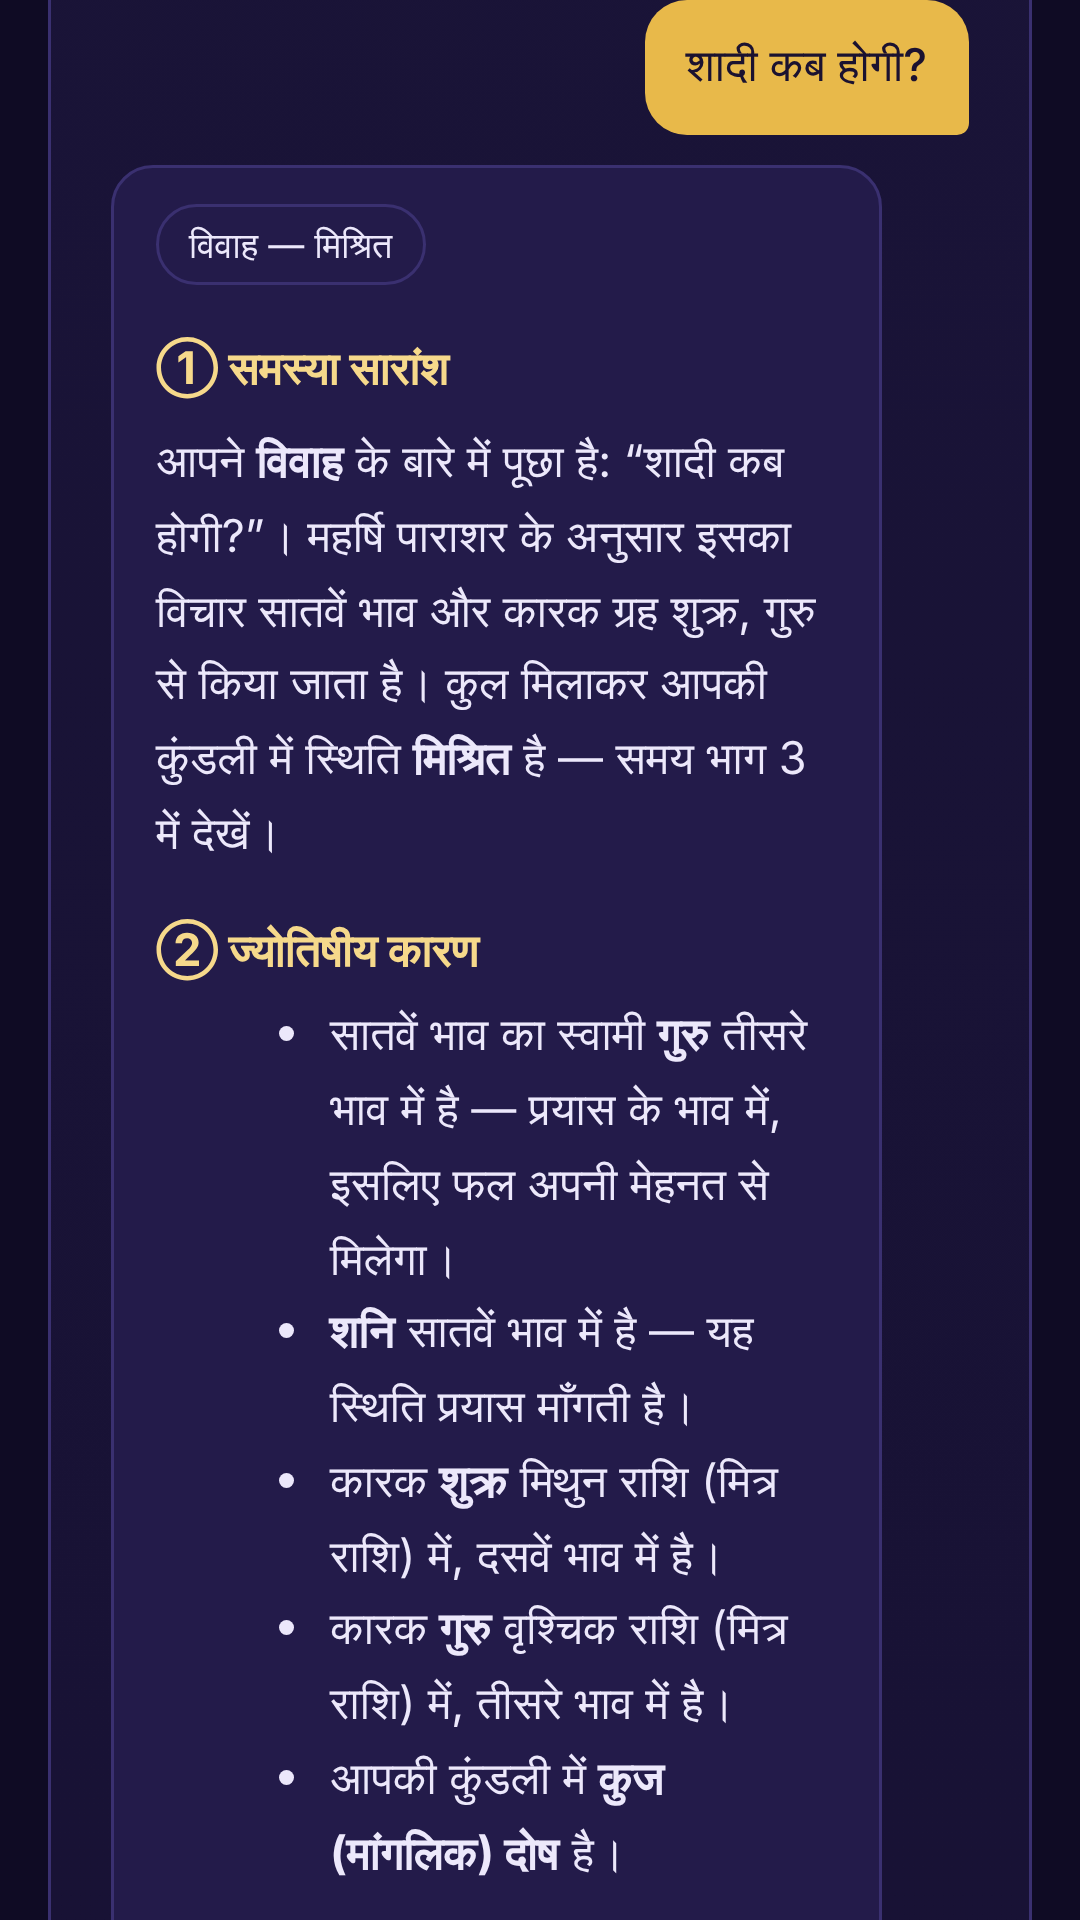 शादी कब होगी?
विवाह — मिश्रित
① समस्या सारांश
आपने विवाह के बारे में पूछा है: “शादी कब
होगी?”। महर्षि पाराशर के अनुसार इसका
विचार सातवें भाव और कारक ग्रह शुक्र, गुरु
से किया जाता है। कुल मिलाकर आपकी
कुंडली में स्थिति मिश्रित है — समय भाग 3
में देखें।
② ज्योतिषीय कारण
• सातवें भाव का स्वामी गुरु तीसरे
भाव में है — प्रयास के भाव में,
इसलिए फल अपनी मेहनत से
मिलेगा।
• शनि सातवें भाव में है — यह
स्थिति प्रयास माँगती है।
• कारक शुक्र मिथुन राशि (मित्र
राशि) में, दसवें भाव में है।
• कारक गुरु वृश्चिक राशि (मित्र
राशि) में, तीसरे भाव में है।
• आपकी कुंडली में कुज
(मांगलिक) दोष है।